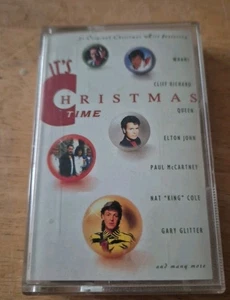 IT'S
CHRISTMAS
TIME
WHAM!
CLIFF RICHARD
QUEEN
ELTON JOHN
PAUL McCARTNEY
NAT "KING" COLE
GARY GLITTER
and many more